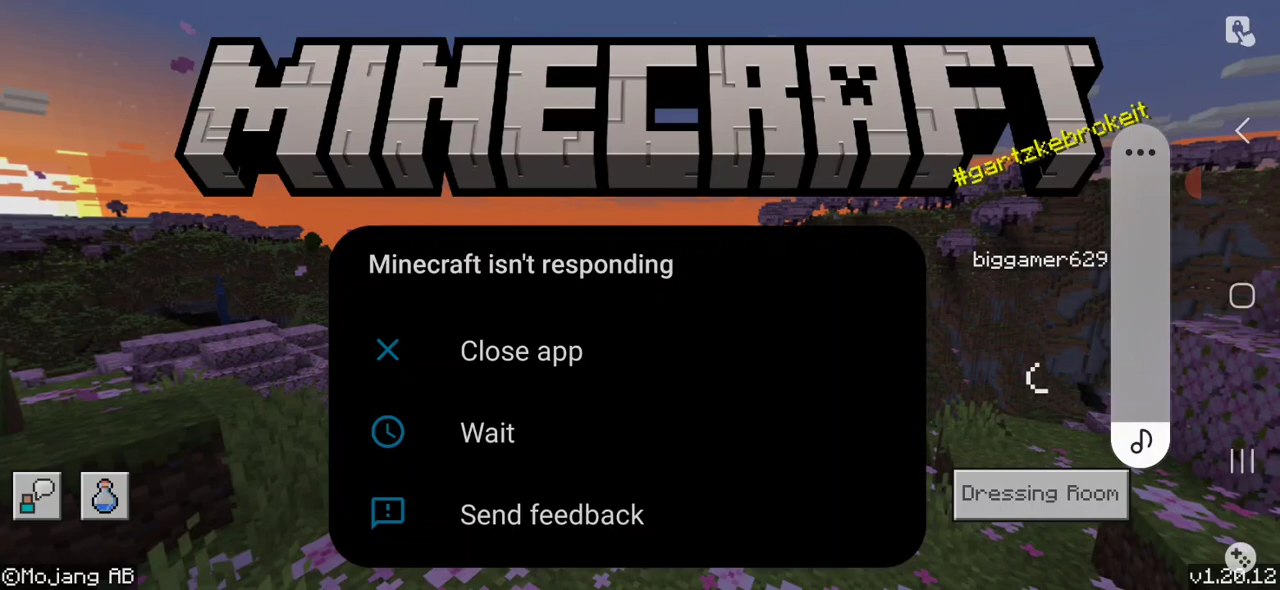 MINECRAFT
#gartzkebrokeit
biggamer629
Minecraft isn't responding
Close app
Wait
Send feedback
Dressing Room
©Mojang AB
v1.20.12